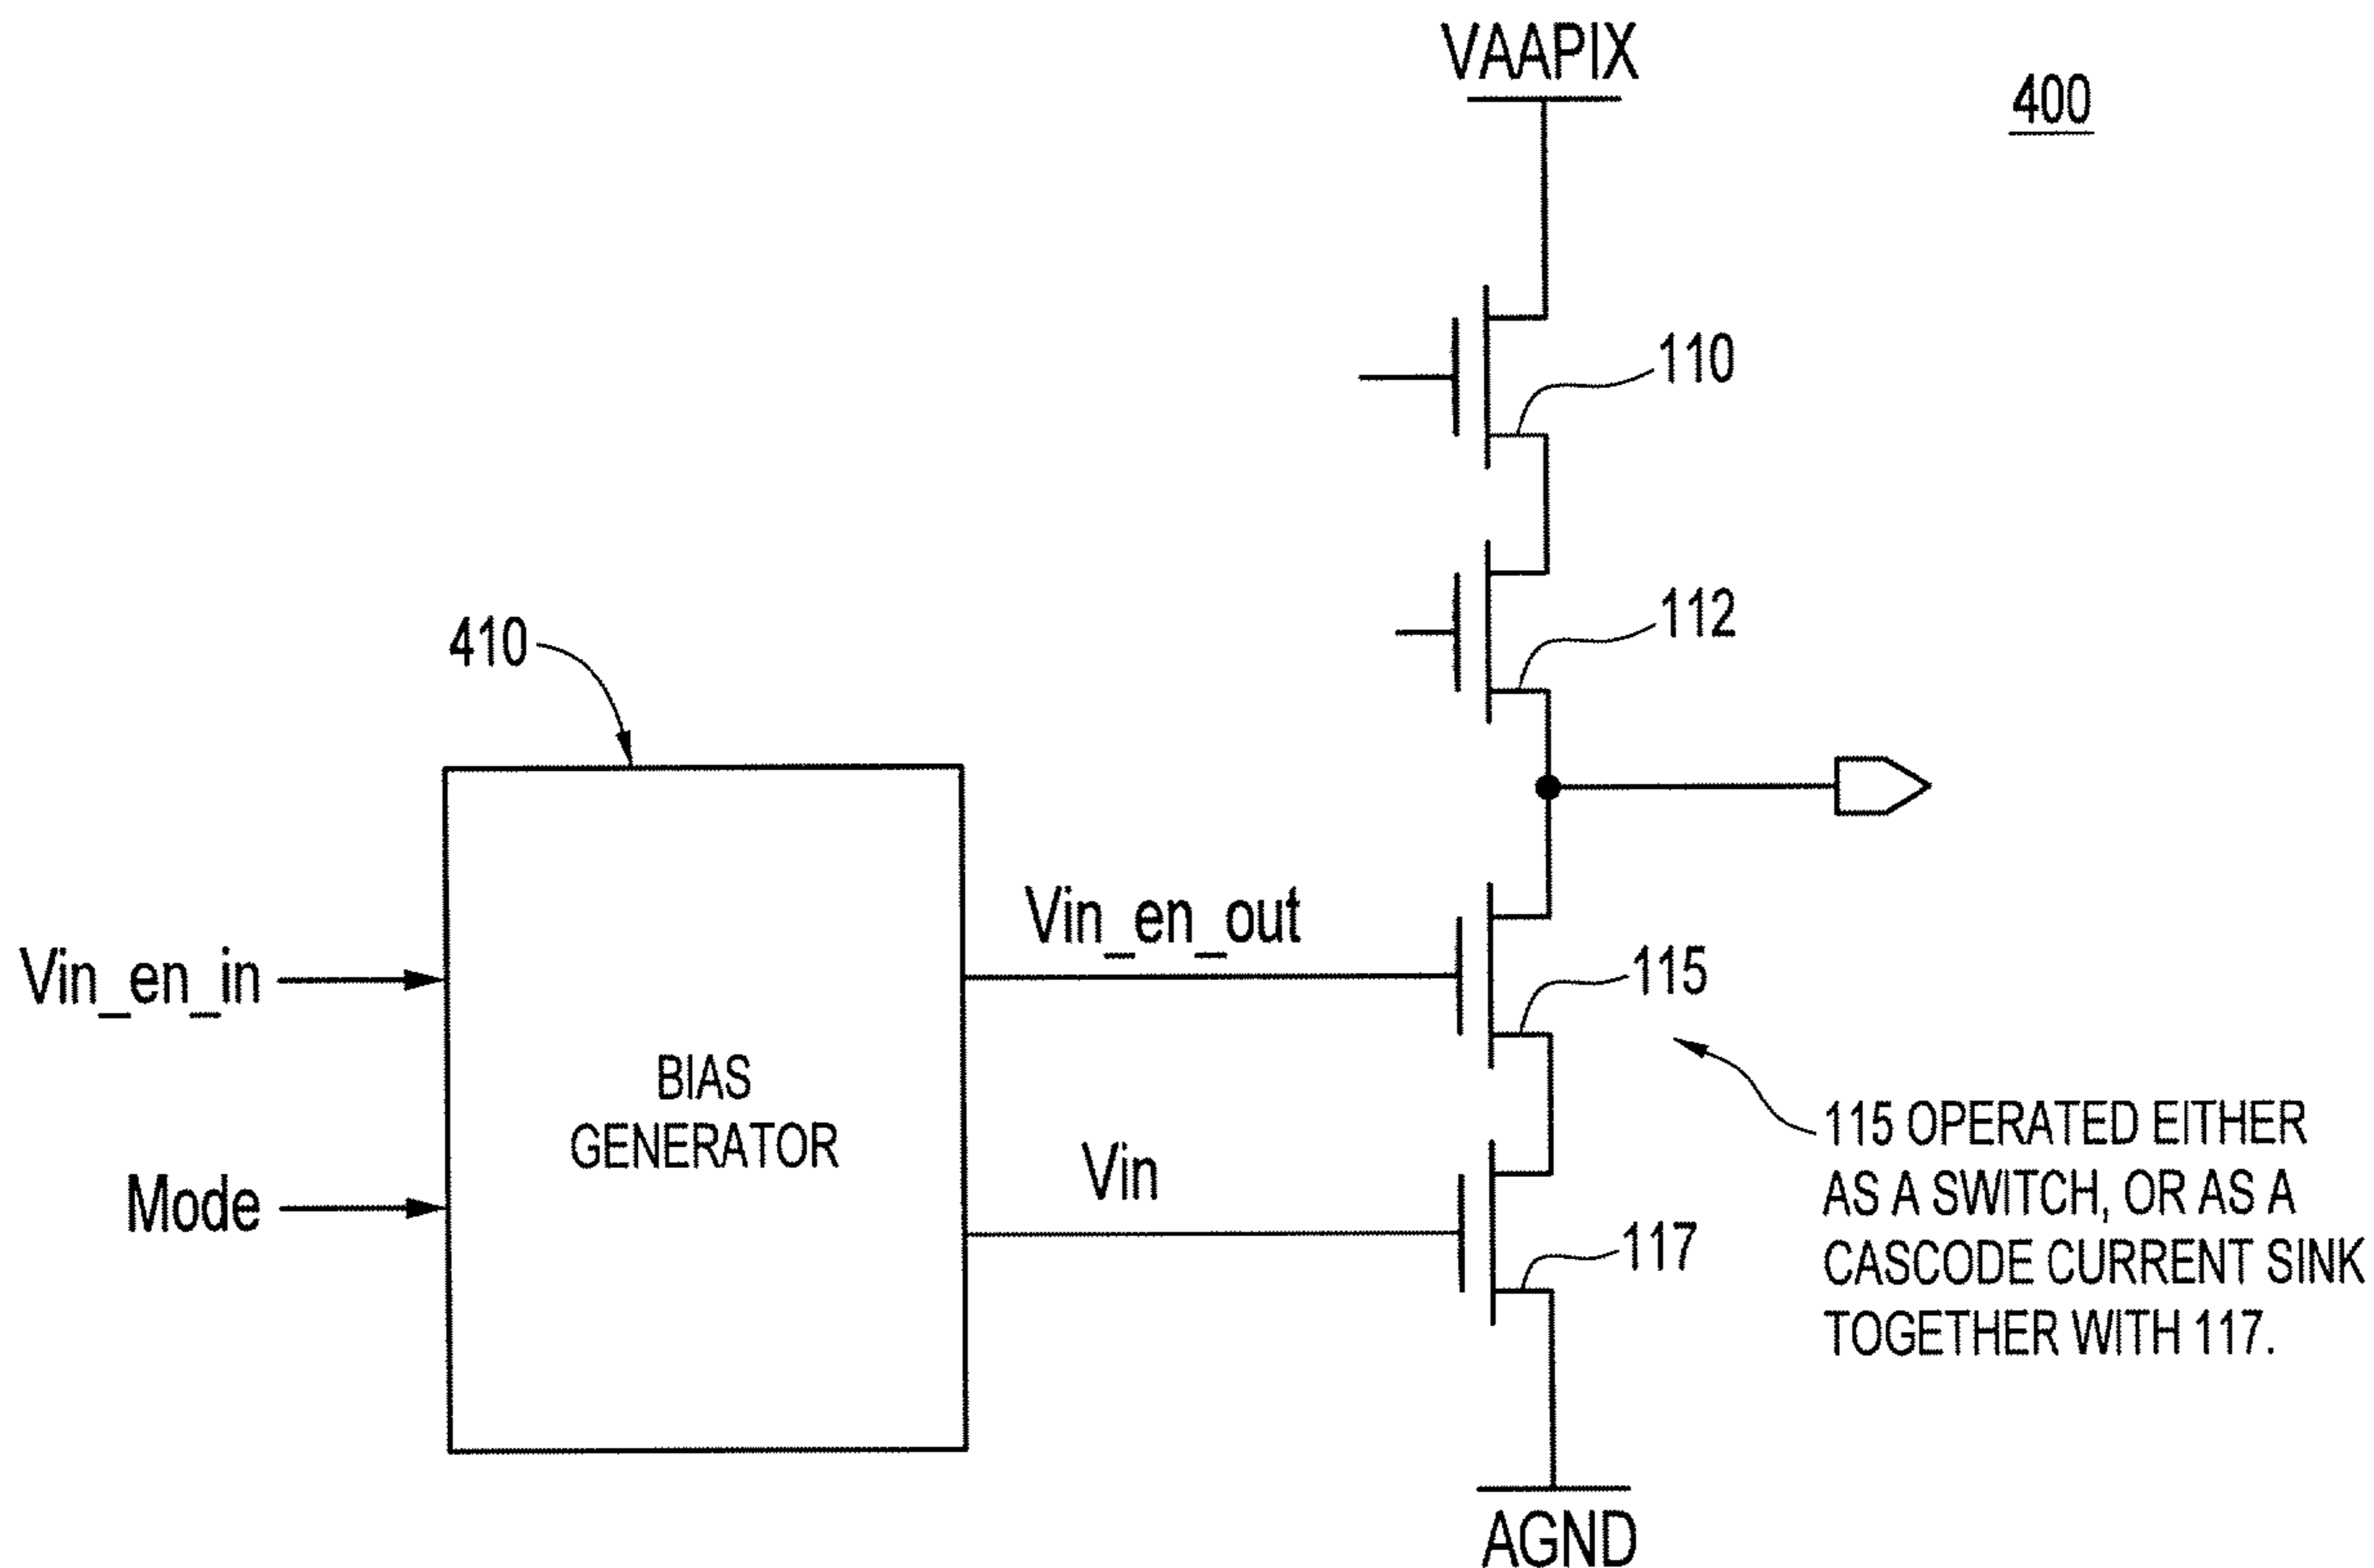 VAAPIX
400
110
112
410
Vin_en_out
Vin_en_in
115
BIAS
GENERATOR
Vin
Mode
117
115 OPERATED EITHER
AS A SWITCH, OR AS A
CASCODE CURRENT SINK
TOGETHER WITH 117.
AGND